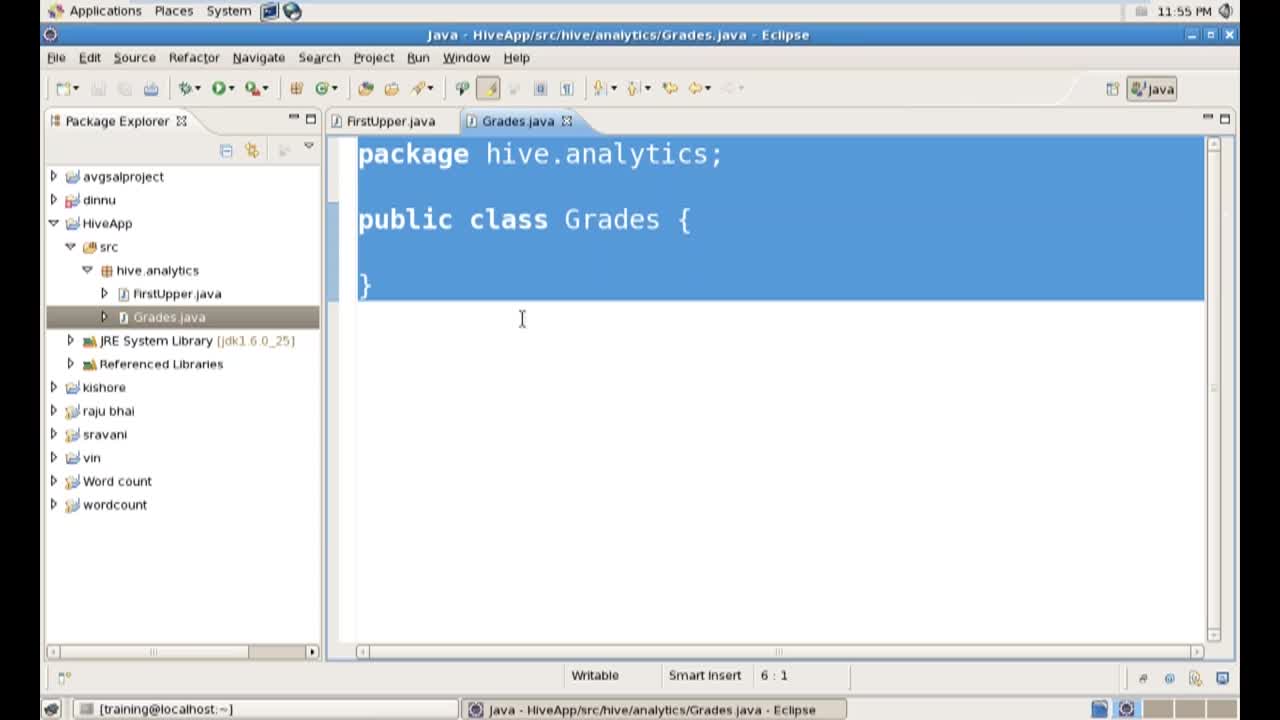 Applications Places System 11:55 PM
Java - HiveApp/src/hive/analytics/Grades.java - Eclipse
File Edit Source Refactor Navigate Search Project Run Window Help
Java
Package Explorer
FirstUpper.java
Grades.java
avgsalproject
dinnu
HiveApp
src
hive.analytics
FirstUpper.java
Grades.java
JRE System Library [jdk1.6.0_25]
Referenced Libraries
kishore
raju bhai
sravani
vin
Word count
wordcount
package hive.analytics;
public class Grades {
}
Writable Smart Insert 6 : 1
[training@localhost:~]
Java - HiveApp/src/hive/analytics/Grades.java - Eclipse